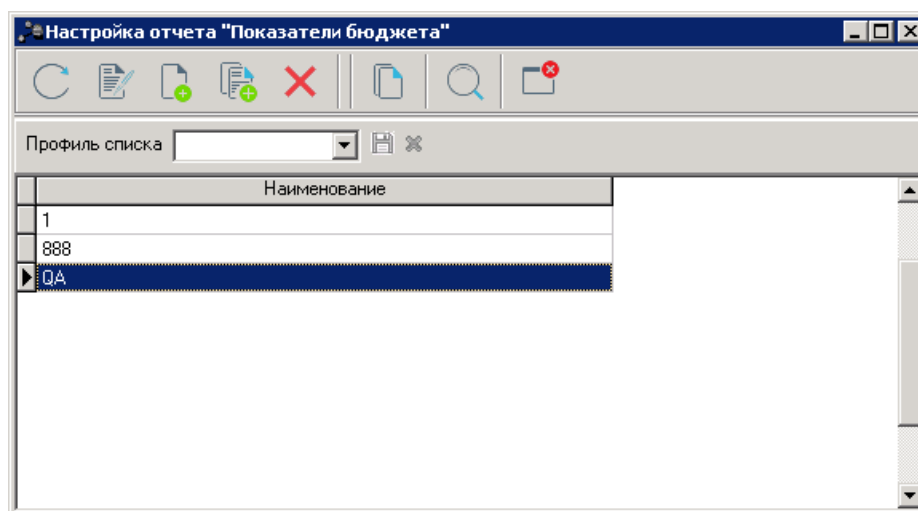 Настройка отчета "Показатели бюджета"
Профиль списка
Наименование
1
888
QA